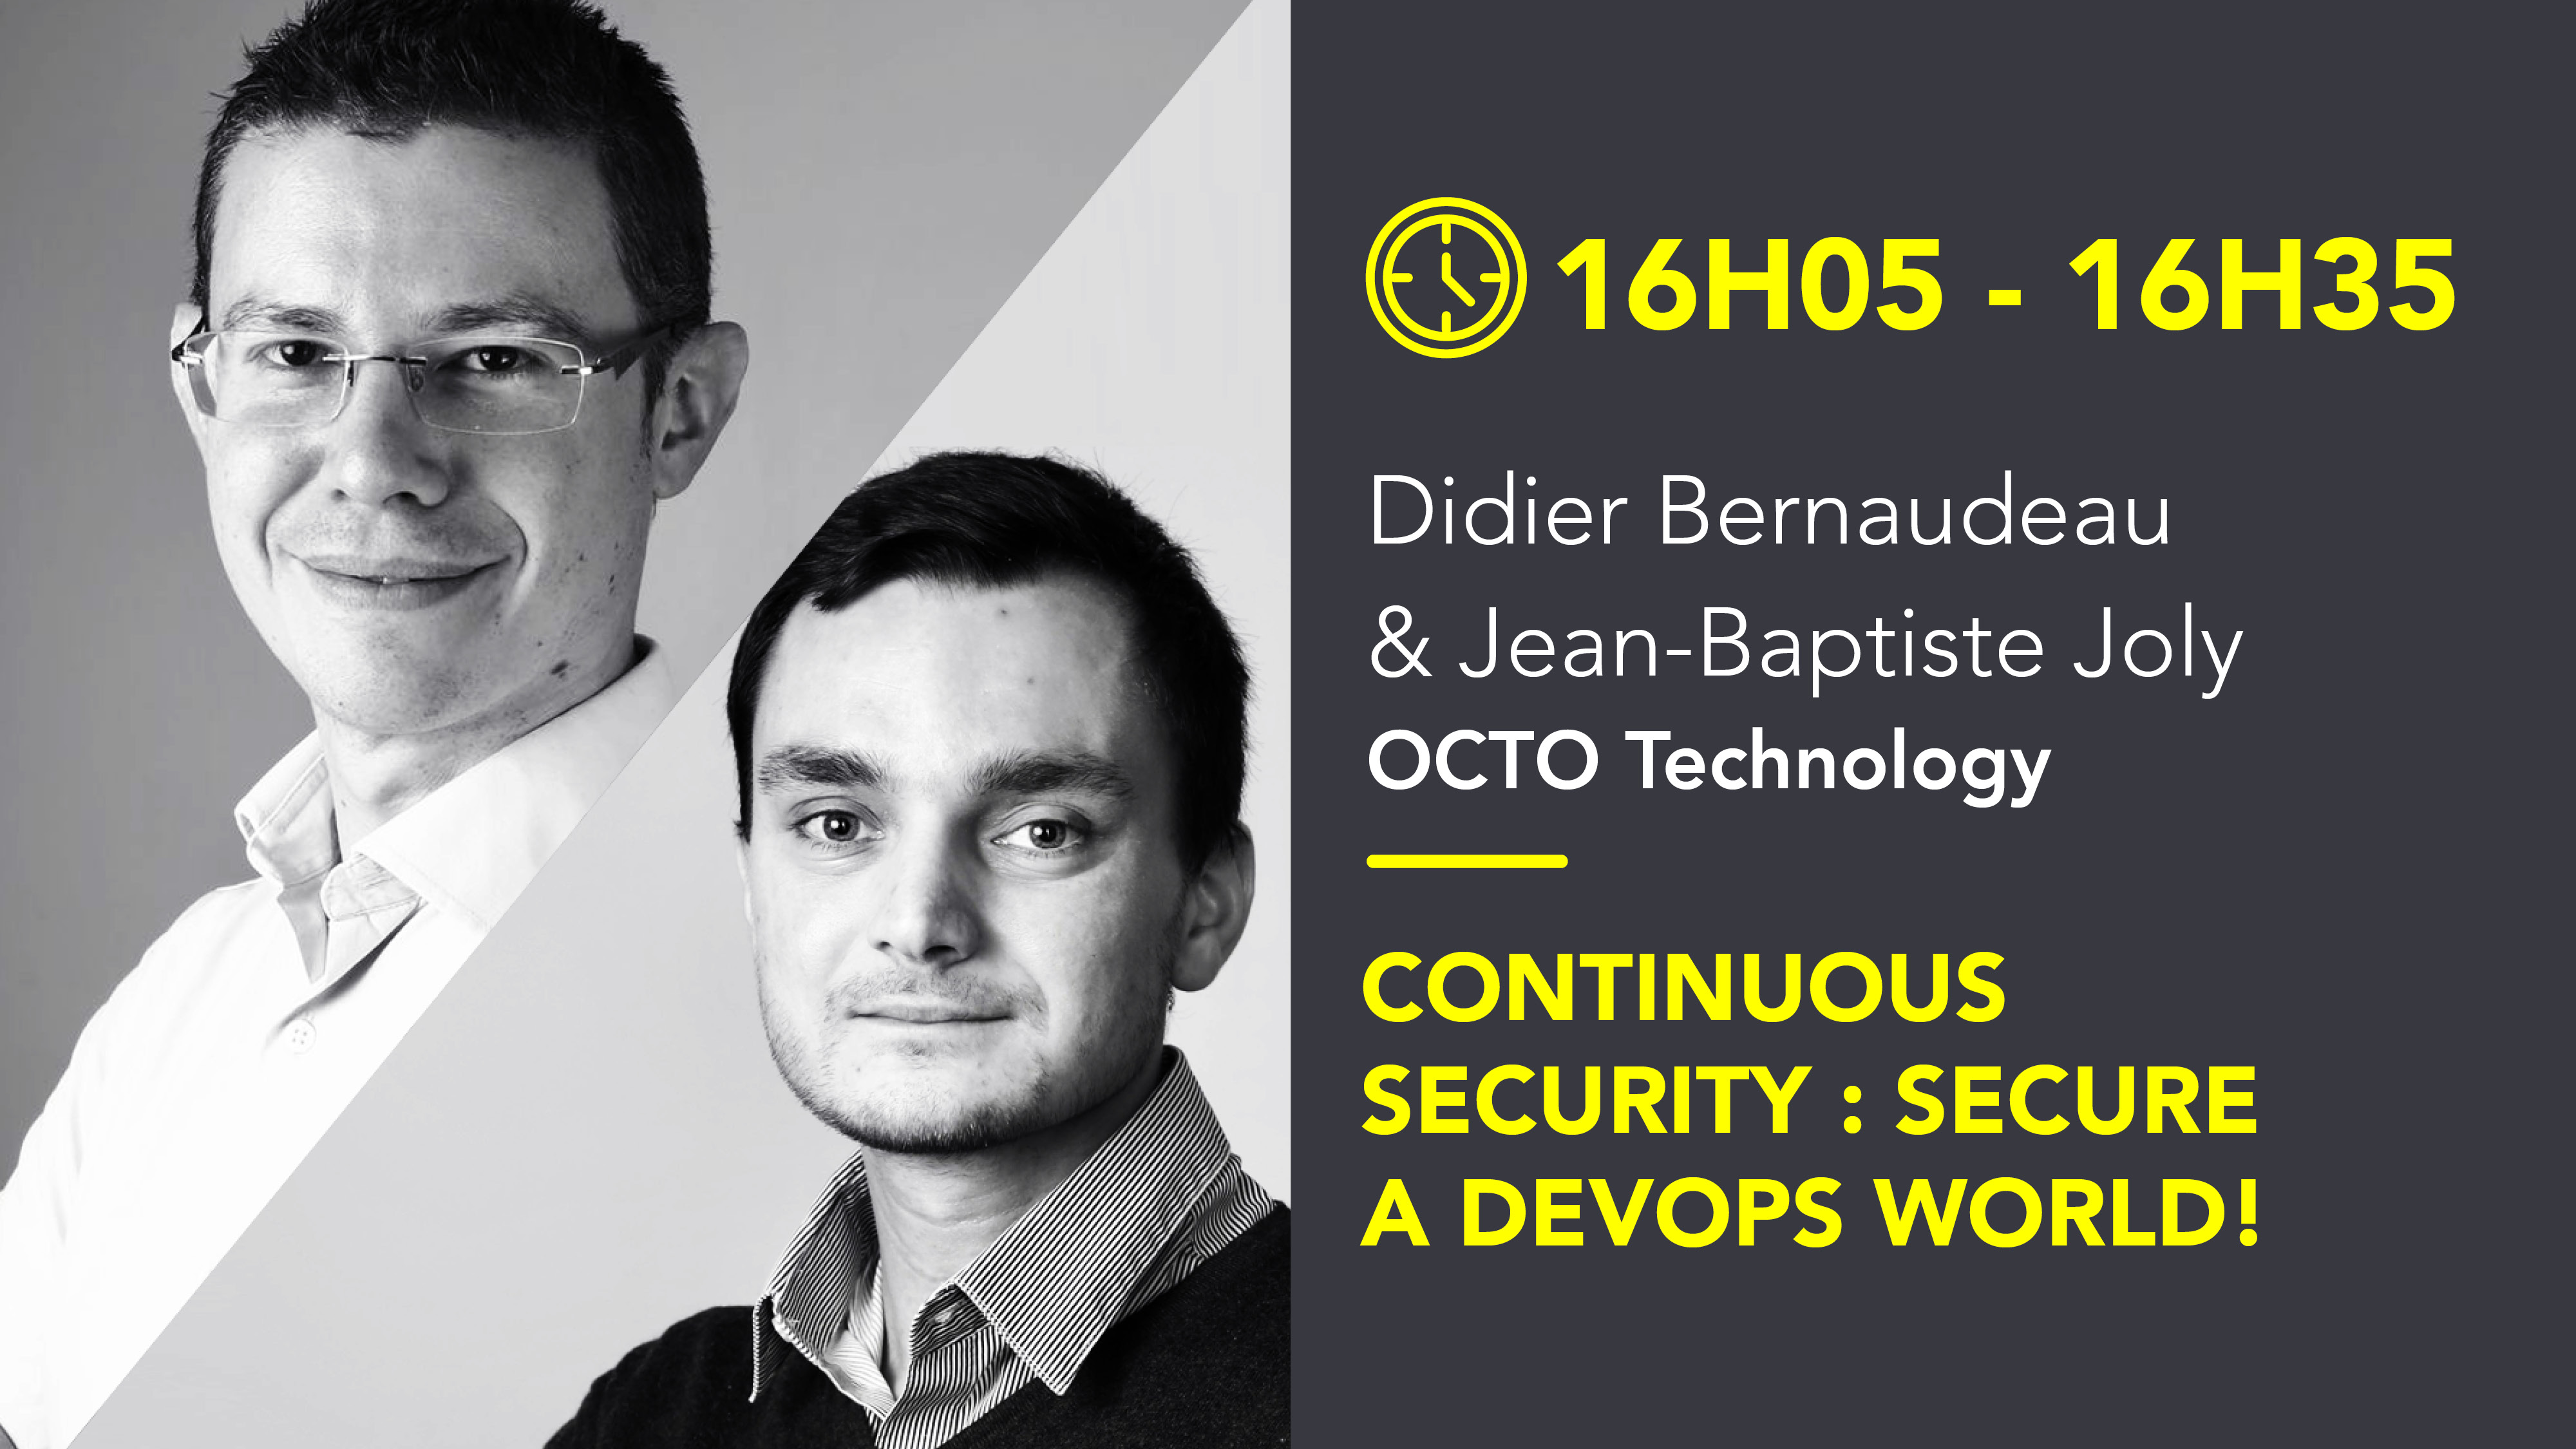 16H05 - 16H35
Didier Bernaudeau
& Jean-Baptiste Joly
OCTO Technology
CONTINUOUS
SECURITY : SECURE
A DEVOPS WORLD!